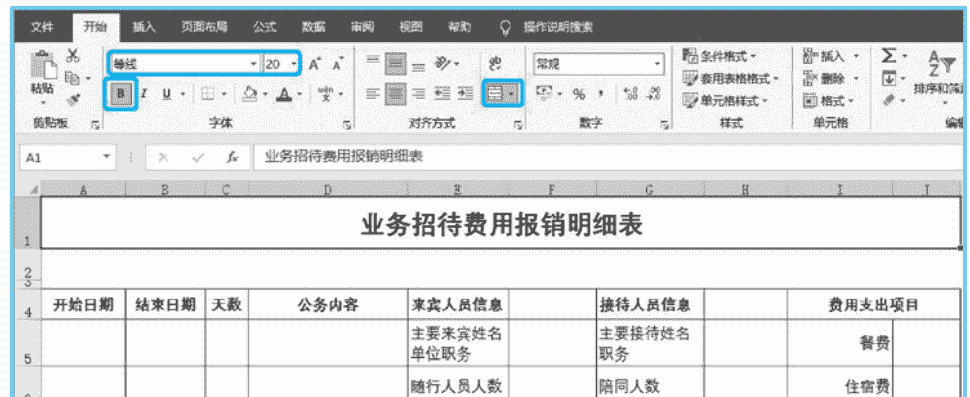 文件 开始 插入 页面布局 公式 数据 审阅 视图 帮助 操作说明搜索
等线 20 A A 常规 条件格式 插入 Σ A
粘贴 B I U wén 文 % , 套用表格格式 删除 Z 排序和筛
单元格样式 格式
剪贴板 字体 对齐方式 数字 样式 单元格 编
A1 fx 业务招待费用报销明细表
A B C D E F G H I J
1 业务招待费用报销明细表
2
3
4 开始日期 结束日期 天数 公务内容 来宾人员信息 接待人员信息 费用支出项目
5 主要来宾姓名单位职务 主要接待姓名职务 餐费
随行人员人数 陪同人数 住宿费